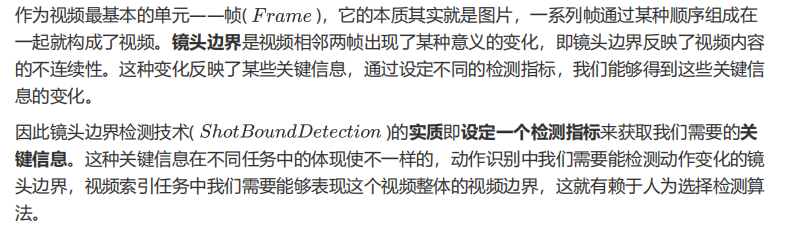 作为视频最基本的单元——帧( Frame )，它的本质其实就是图片，一系列帧通过某种顺序组成在
一起就构成了视频。镜头边界是视频相邻两帧出现了某种意义的变化，即镜头边界反映了视频内容
的不连续性。这种变化反映了某些关键信息，通过设定不同的检测指标，我们能够得到这些关键信
息的变化。
因此镜头边界检测技术( ShotBoundDetection )的实质即设定一个检测指标来获取我们需要的关
键信息。这种关键信息在不同任务中的体现使不一样的，动作识别中我们需要能检测动作变化的镜
头边界，视频索引任务中我们需要能够表现这个视频整体的视频边界，这就有赖于人为选择检测算
法。